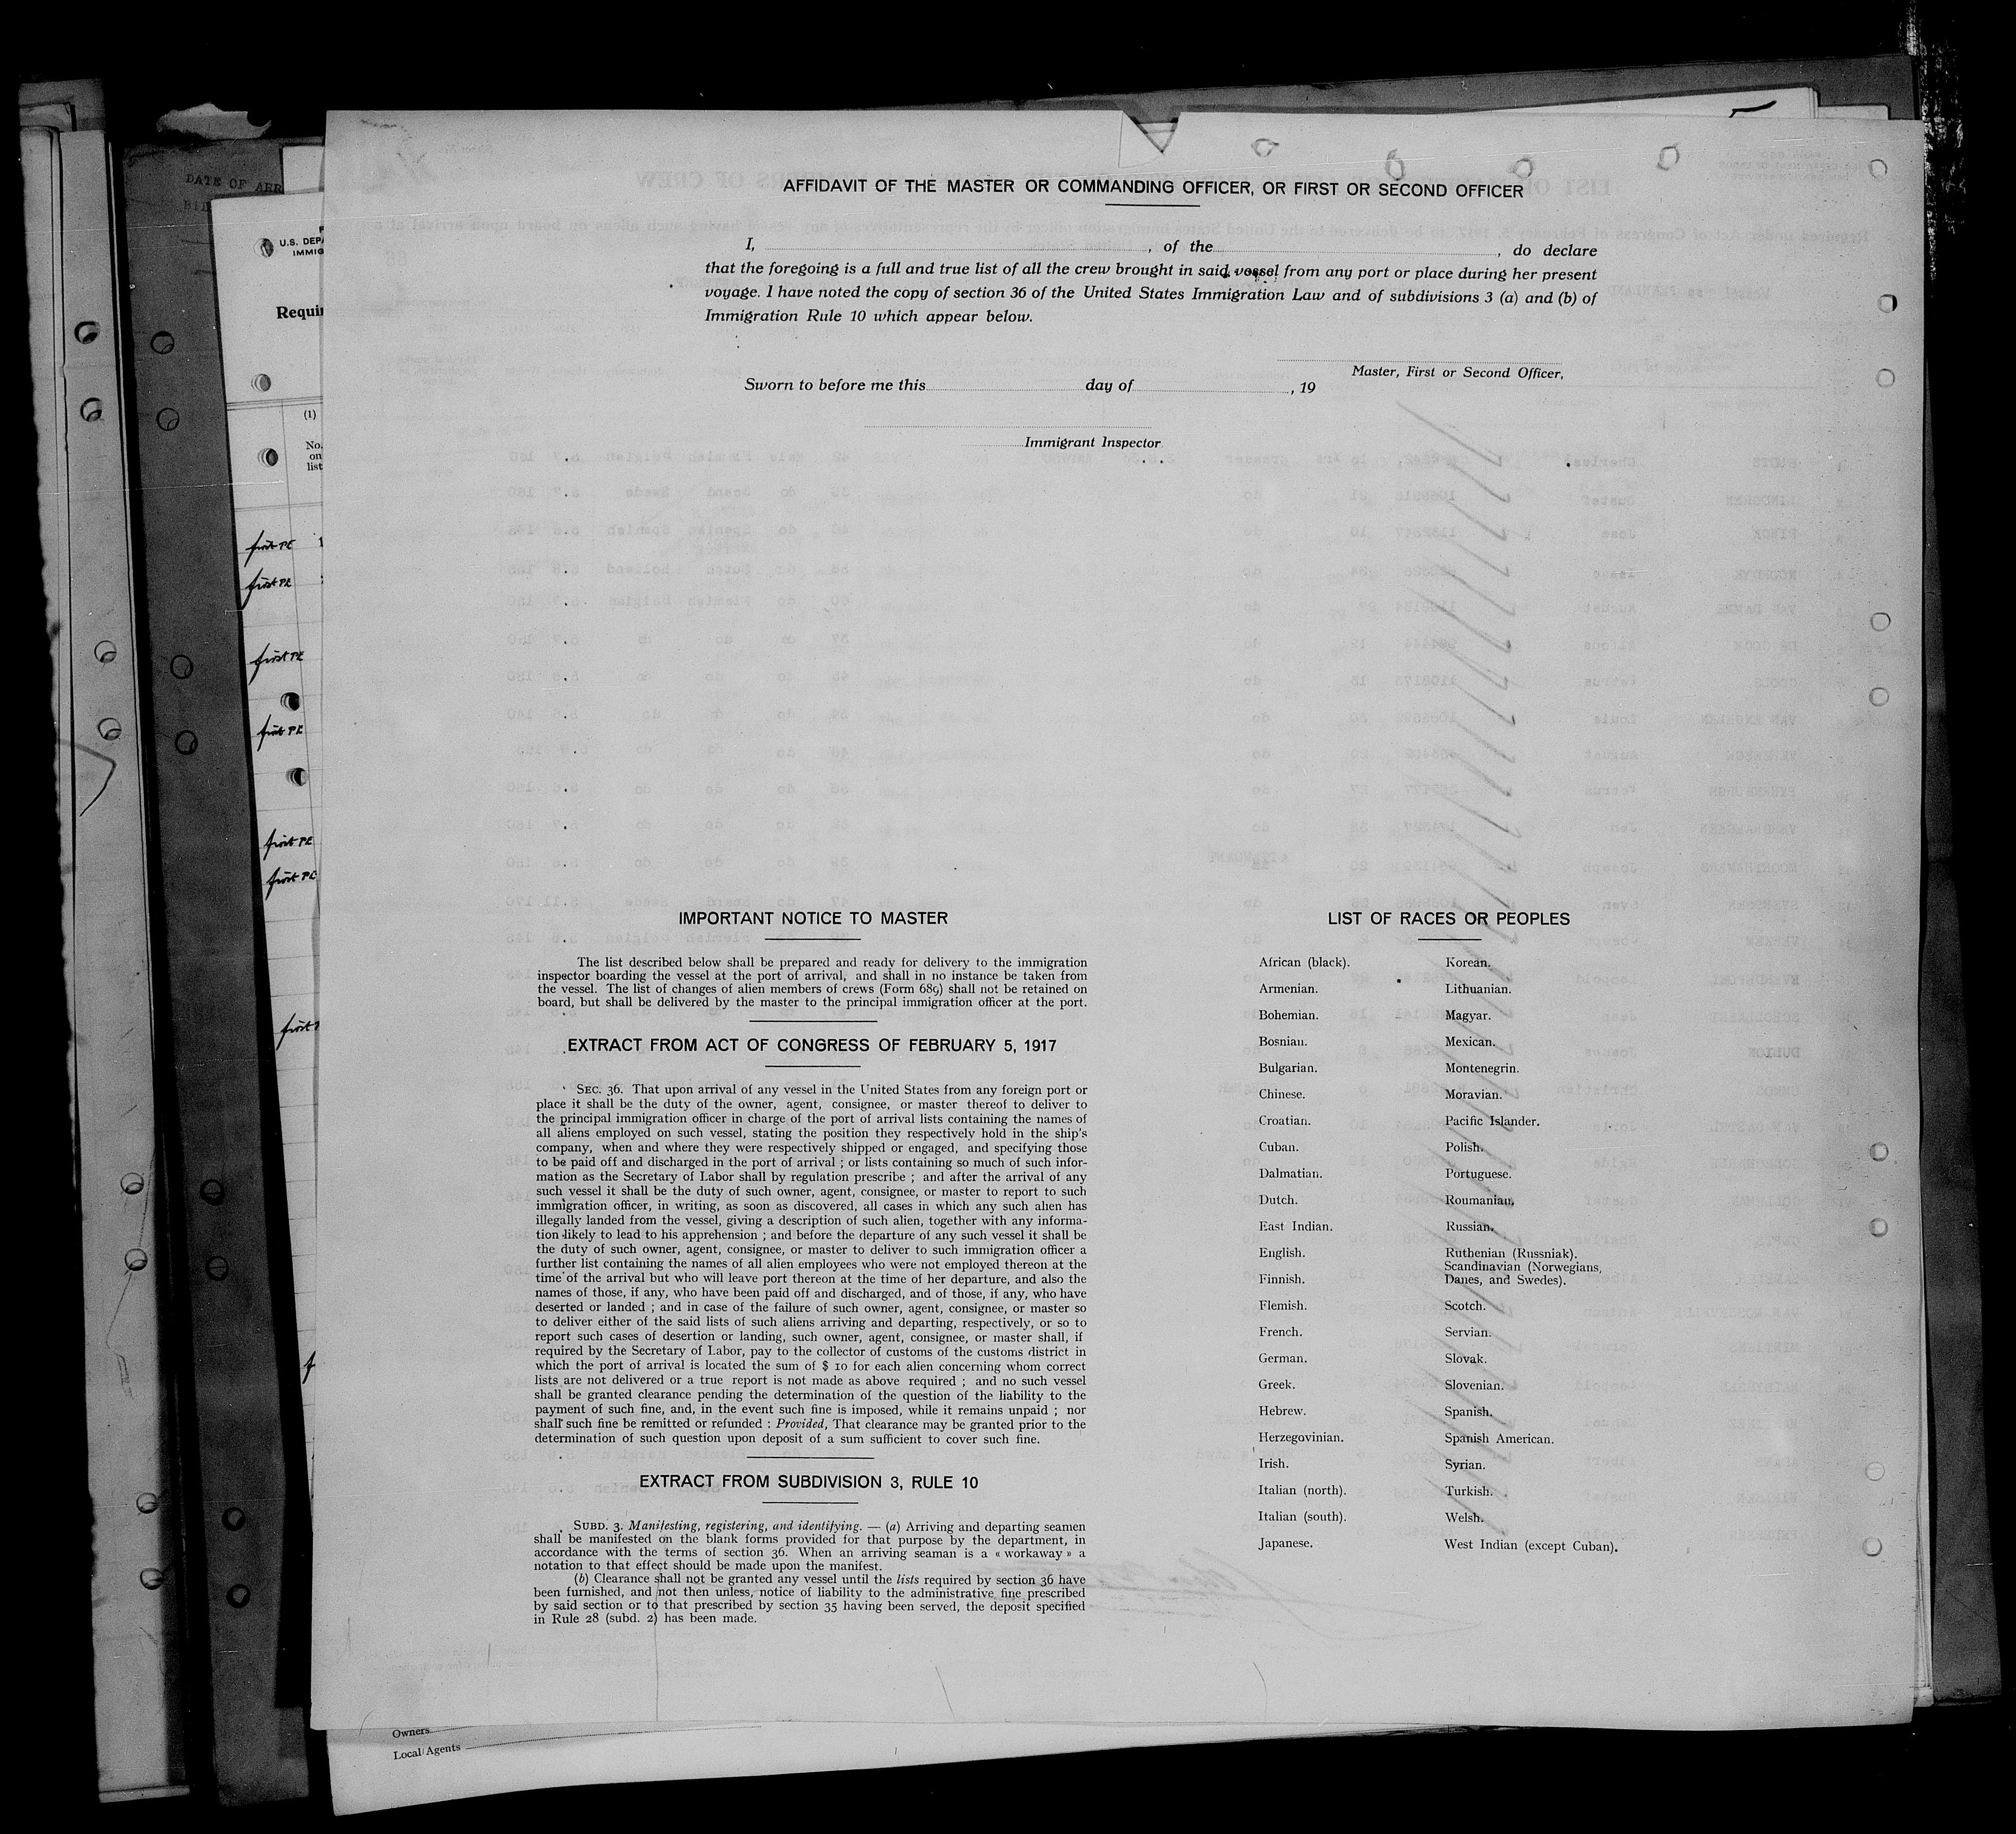 DATE OF ARR
U.S. DEPA
IMMIG
Requir
(1)
No.
on
list
first PE
first PE
first PE
first PE
first PE
first PE
first
AFFIDAVIT OF THE MASTER OR COMMANDING OFFICER, OR FIRST OR SECOND OFFICER
I, , of the , do declare
that the foregoing is a full and true list of all the crew brought in said vessel from any port or place during her present
voyage. I have noted the copy of section 36 of the United States Immigration Law and of subdivisions 3 (a) and (b) of
Immigration Rule 10 which appear below.
Master, First or Second Officer,
Sworn to before me this day of , 19
Immigrant Inspector
IMPORTANT NOTICE TO MASTER
The list described below shall be prepared and ready for delivery to the immigration
inspector boarding the vessel at the port of arrival, and shall in no instance be taken from
the vessel. The list of changes of alien members of crews (Form 689) shall not be retained on
board, but shall be delivered by the master to the principal immigration officer at the port.
EXTRACT FROM ACT OF CONGRESS OF FEBRUARY 5, 1917
SEC. 36. That upon arrival of any vessel in the United States from any foreign port or
place it shall be the duty of the owner, agent, consignee, or master thereof to deliver to
the principal immigration officer in charge of the port of arrival lists containing the names of
all aliens employed on such vessel, stating the position they respectively hold in the ship's
company, when and where they were respectively shipped or engaged, and specifying those
to be paid off and discharged in the port of arrival ; or lists containing so much of such infor-
mation as the Secretary of Labor shall by regulation prescribe ; and after the arrival of any
such vessel it shall be the duty of such owner, agent, consignee, or master to report to such
immigration officer, in writing, as soon as discovered, all cases in which any such alien has
illegally landed from the vessel, giving a description of such alien, together with any informa-
tion likely to lead to his apprehension ; and before the departure of any such vessel it shall be
the duty of such owner, agent, consignee, or master to deliver to such immigration officer a
further list containing the names of all alien employees who were not employed thereon at the
time of the arrival but who will leave port thereon at the time of her departure, and also the
names of those, if any, who have been paid off and discharged, and of those, if any, who have
deserted or landed ; and in case of the failure of such owner, agent, consignee, or master so
to deliver either of the said lists of such aliens arriving and departing, respectively, or so to
report such cases of desertion or landing, such owner, agent, consignee, or master shall, if
required by the Secretary of Labor, pay to the collector of customs of the customs district in
which the port of arrival is located the sum of $ 10 for each alien concerning whom correct
lists are not delivered or a true report is not made as above required ; and no such vessel
shall be granted clearance pending the determination of the question of the liability to the
payment of such fine, and, in the event such fine is imposed, while it remains unpaid ; nor
shall such fine be remitted or refunded : Provided, That clearance may be granted prior to the
determination of such question upon deposit of a sum sufficient to cover such fine.
EXTRACT FROM SUBDIVISION 3, RULE 10
SUBD. 3. Manifesting, registering, and identifying. — (a) Arriving and departing seamen
shall be manifested on the blank forms provided for that purpose by the department, in
accordance with the terms of section 36. When an arriving seaman is a « workaway » a
notation to that effect should be made upon the manifest.
(b) Clearance shall not be granted any vessel until the lists required by section 36 have
been furnished, and not then unless, notice of liability to the administrative fine prescribed
by said section or to that prescribed by section 35 having been served, the deposit specified
in Rule 28 (subd. 2) has been made.
LIST OF RACES OR PEOPLES
African (black).
Armenian.
Bohemian.
Bosnian.
Bulgarian.
Chinese.
Croatian.
Cuban.
Dalmatian.
Dutch.
East Indian.
English.
Finnish.
Flemish.
French.
German.
Greek.
Hebrew.
Herzegovinian.
Irish.
Italian (north).
Italian (south).
Japanese.
Korean.
Lithuanian.
Magyar.
Mexican.
Montenegrin.
Moravian.
Pacific Islander.
Polish.
Portuguese.
Roumanian.
Russian.
Ruthenian (Russniak).
Scandinavian (Norwegians,
Danes, and Swedes).
Scotch.
Servian.
Slovak.
Slovenian.
Spanish.
Spanish American.
Syrian.
Turkish.
Welsh.
West Indian (except Cuban).
Owners
Local Agents